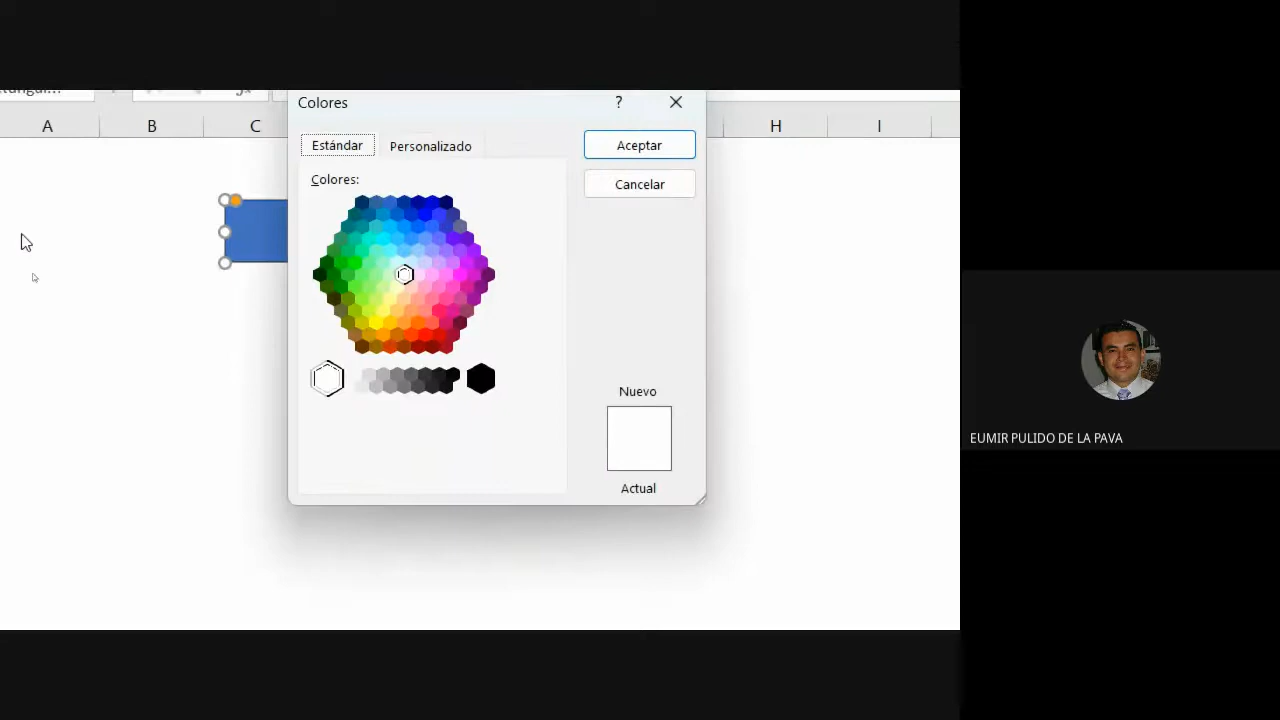 Colores
?
A B C H I
Estándar Personalizado Aceptar
Cancelar
Colores:
Nuevo
Actual
EUMIR PULIDO DE LA PAVA